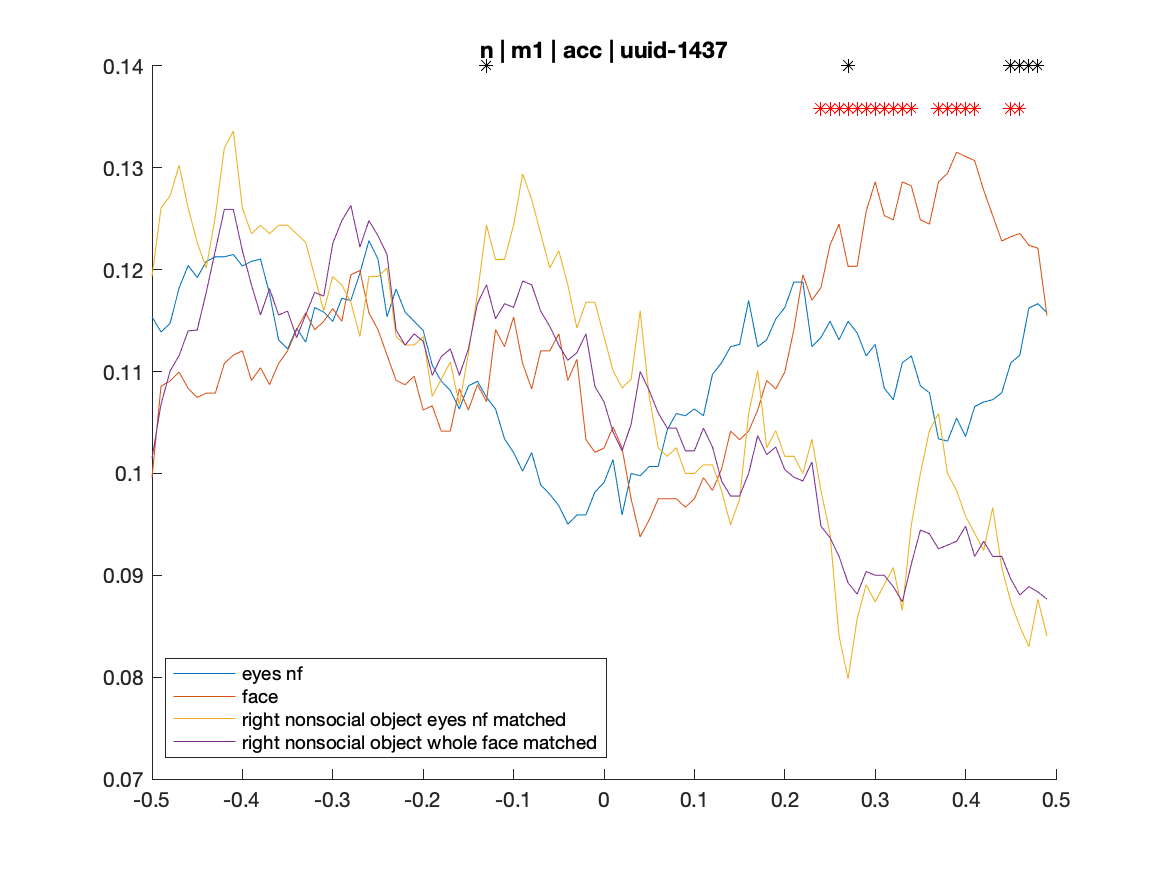 n | m1 | acc | uuid-1437
0.14
0.13
0.12
0.11
0.1
0.09
0.08
0.07
eyes nf
face
right nonsocial object eyes nf matched
right nonsocial object whole face matched
-0.5 -0.4 -0.3 -0.2 -0.1 0 0.1 0.2 0.3 0.4 0.5